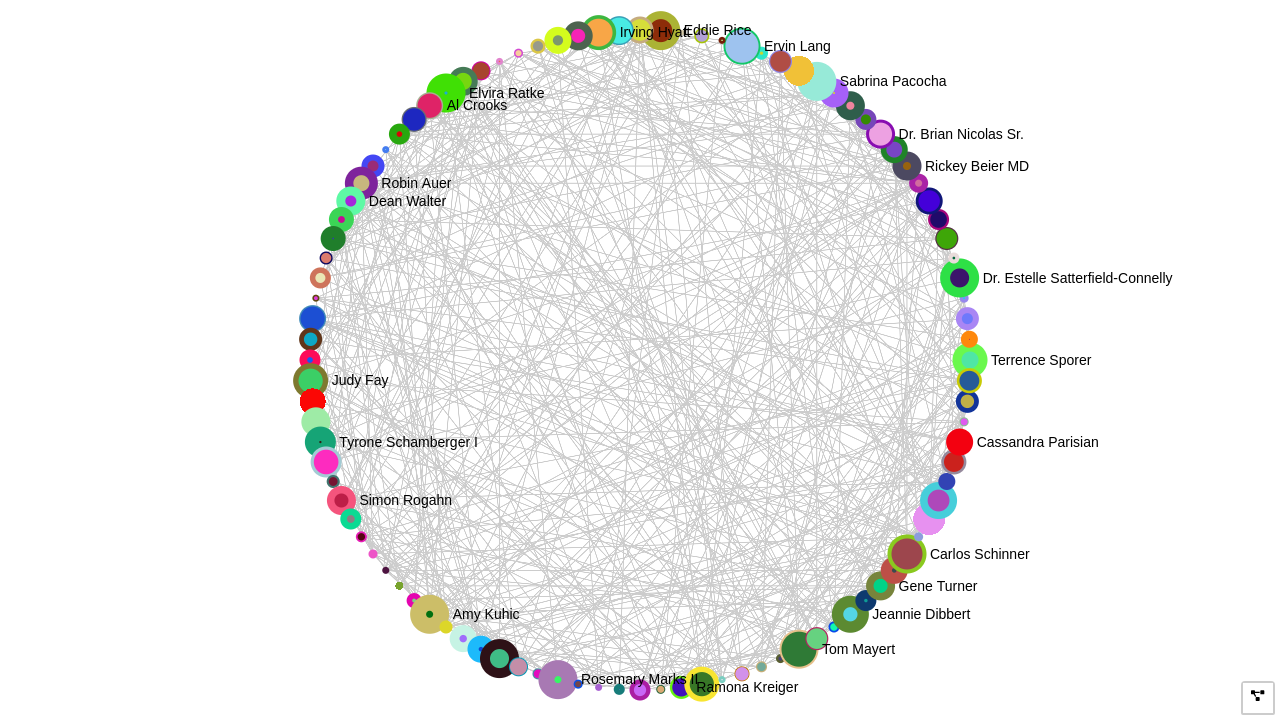 Irving Hyatt
Eddie Rice
Ervin Lang
Sabrina Pacocha
Elvira Ratke
Al Crooks
Dr. Brian Nicolas Sr.
Rickey Beier MD
Robin Auer
Dean Walter
Dr. Estelle Satterfield-Connelly
Terrence Sporer
Judy Fay
Tyrone Schamberger I
Cassandra Parisian
Simon Rogahn
Carlos Schinner
Gene Turner
Amy Kuhic
Jeannie Dibbert
Tom Mayert
Rosemary Marks II
Ramona Kreiger